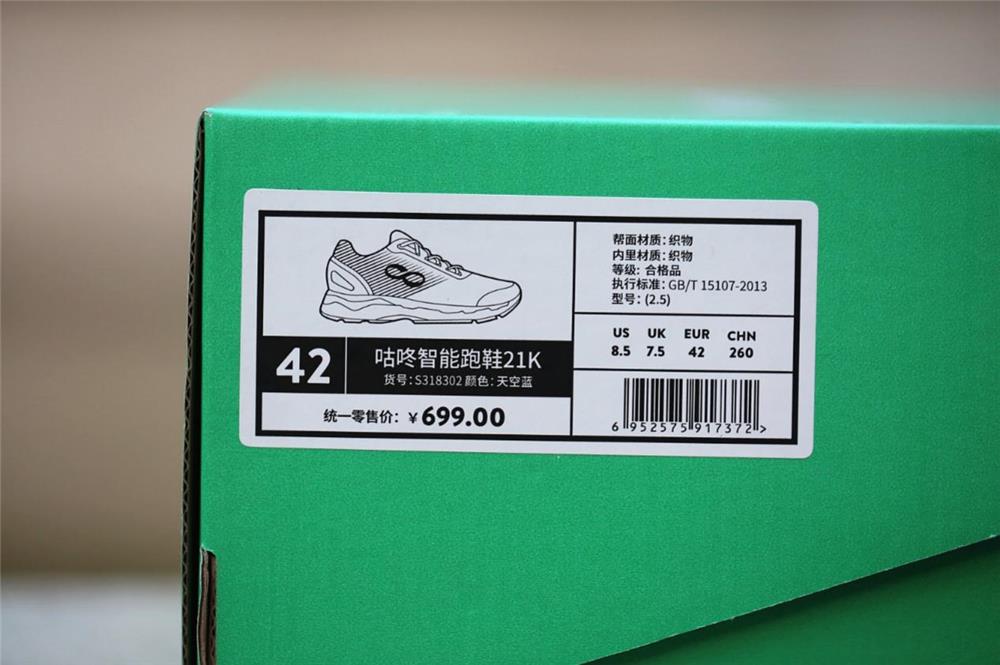 42
咕咚智能跑鞋21K
货号:S318302 颜色:天空蓝
统一零售价: ¥699.00
帮面材质:织物
内里材质:织物
等级: 合格品
执行标准: GB/T 15107-2013
型号: (2.5)
US UK EUR CHN
8.5 7.5 42 260
6 952575 917372 >